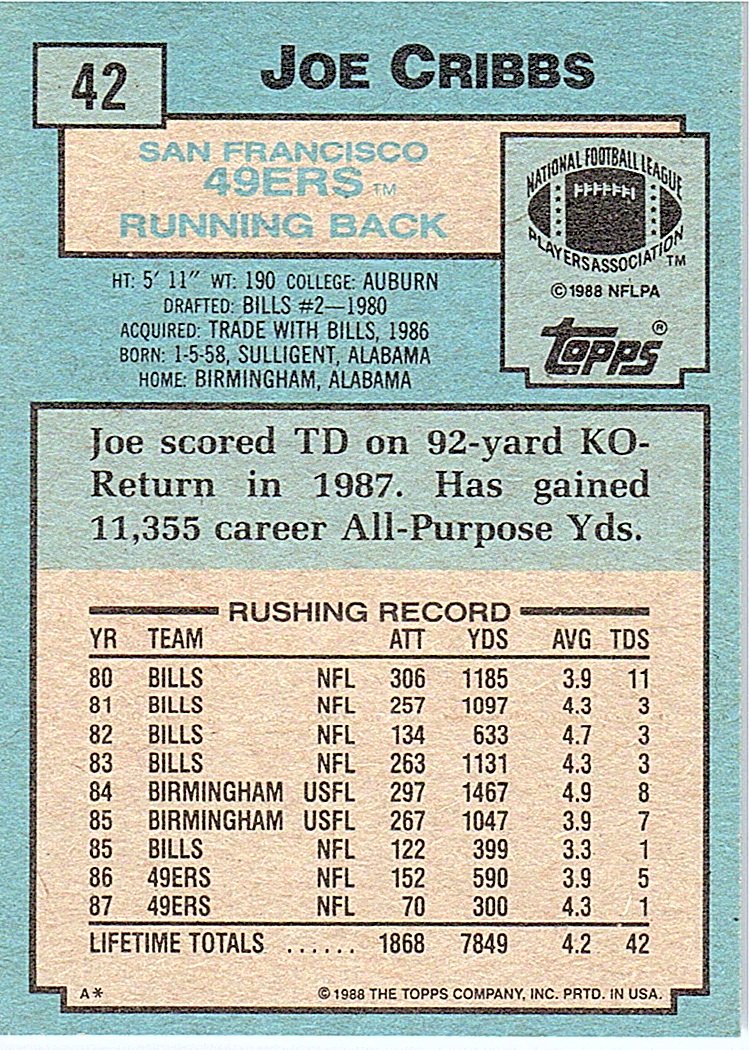 42
JOE CRIBBS
SAN FRANCISCO
49ERS TM
RUNNING BACK
NATIONAL FOOTBALL LEAGUE
PLAYERS ASSOCIATION TM
© 1988 NFLPA
Topps®
HT: 5' 11" WT: 190 COLLEGE: AUBURN
DRAFTED: BILLS #2—1980
ACQUIRED: TRADE WITH BILLS, 1986
BORN: 1-5-58, SULLIGENT, ALABAMA
HOME: BIRMINGHAM, ALABAMA
Joe scored TD on 92-yard KO-
Return in 1987. Has gained
11,355 career All-Purpose Yds.
RUSHING RECORD
YR TEAM ATT YDS AVG TDS
80 BILLS NFL 306 1185 3.9 11
81 BILLS NFL 257 1097 4.3 3
82 BILLS NFL 134 633 4.7 3
83 BILLS NFL 263 1131 4.3 3
84 BIRMINGHAM USFL 297 1467 4.9 8
85 BIRMINGHAM USFL 267 1047 3.9 7
85 BILLS NFL 122 399 3.3 1
86 49ERS NFL 152 590 3.9 5
87 49ERS NFL 70 300 4.3 1
LIFETIME TOTALS ...... 1868 7849 4.2 42
A* © 1988 THE TOPPS COMPANY, INC. PRTD. IN USA.